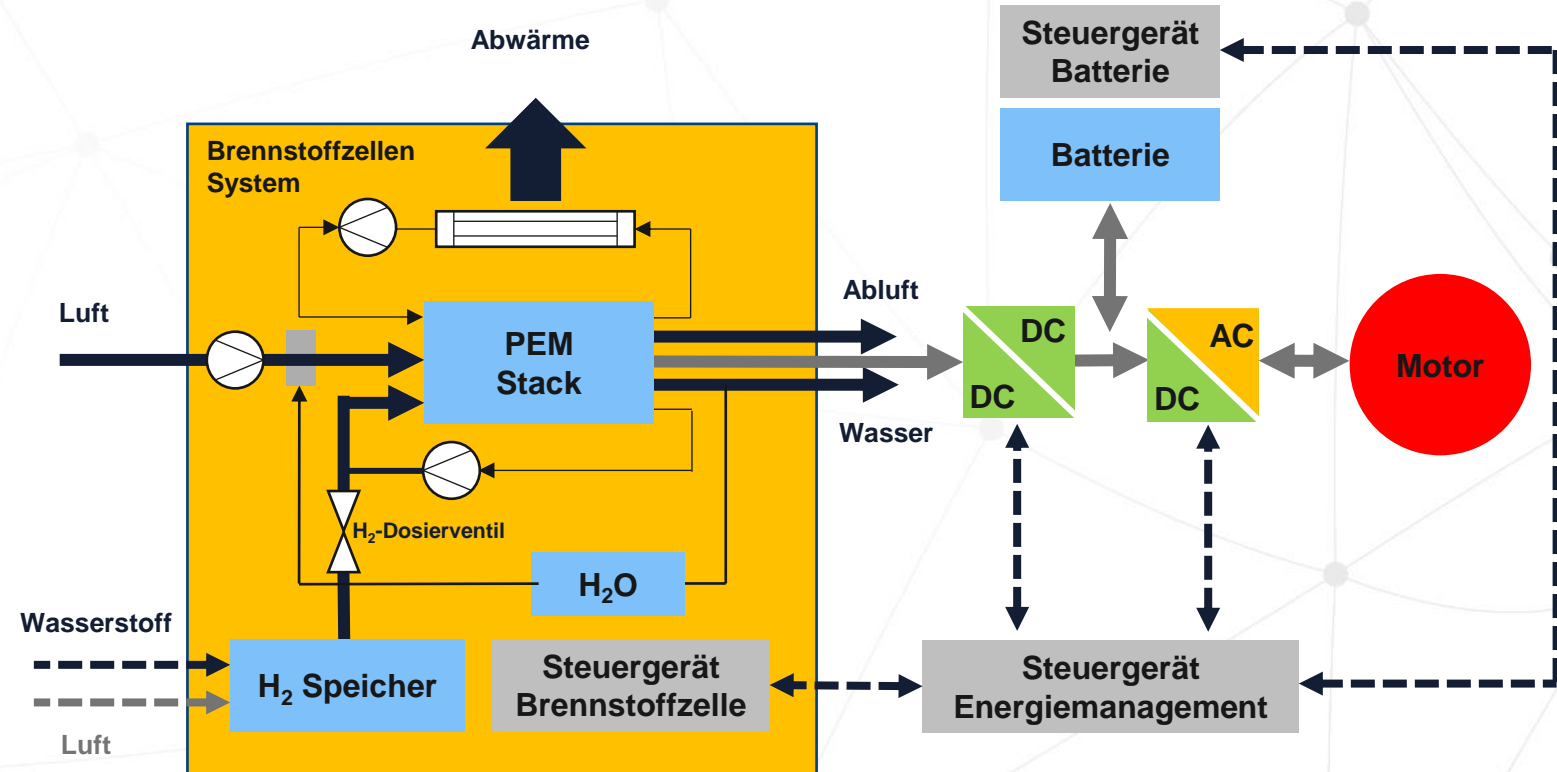 Abwärme
Steuergerät
Batterie
Batterie
Brennstoffzellen
System
Luft
PEM
Stack
Abluft
DC
DC
AC
DC
Motor
Wasser
H₂-Dosierventil
H₂O
Wasserstoff
H₂ Speicher
Luft
Steuergerät
Brennstoffzelle
Steuergerät
Energiemanagement